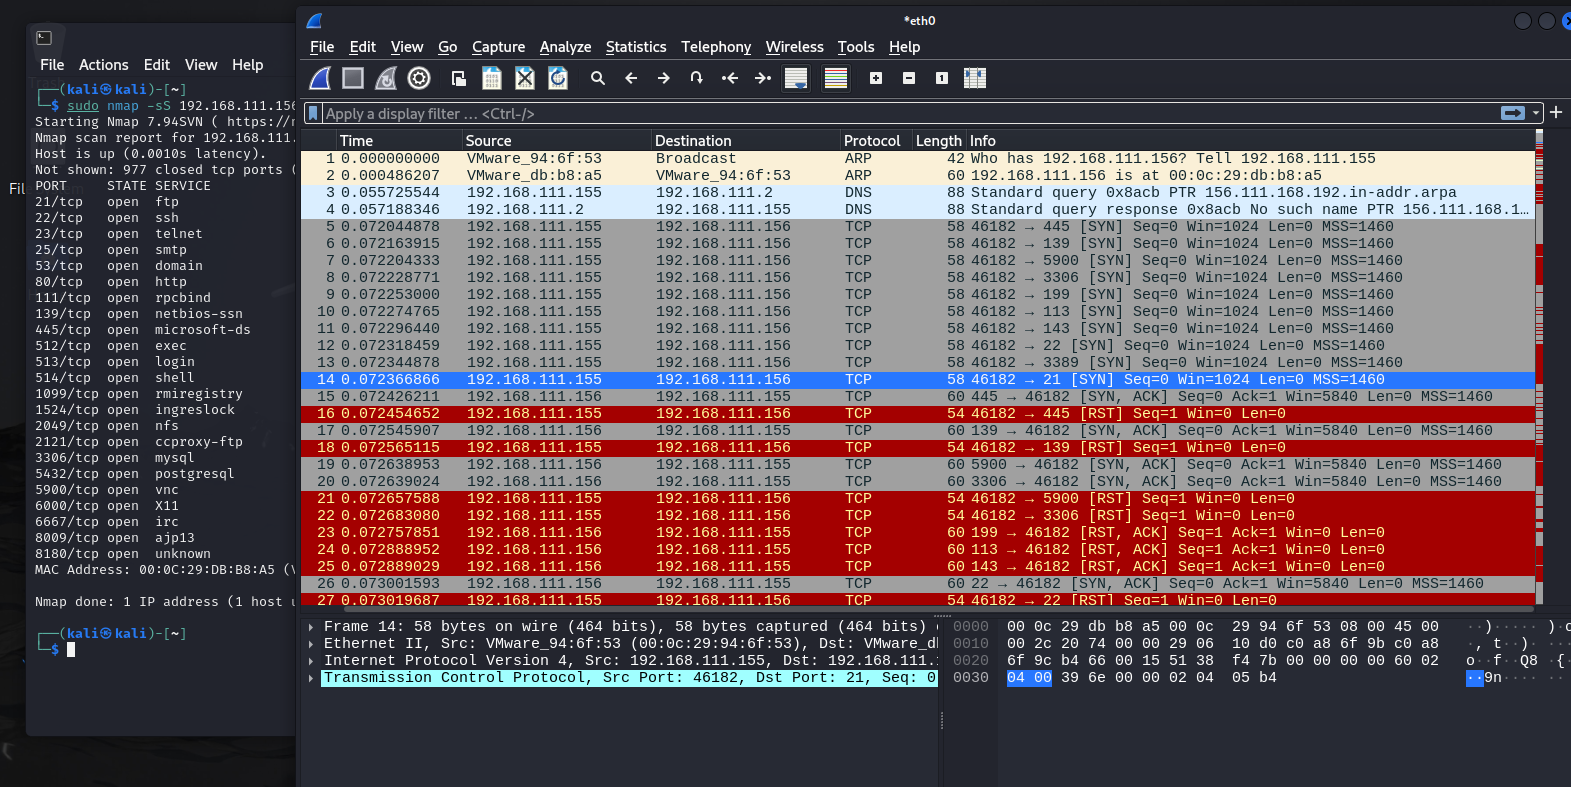 File Actions Edit View Help
(kali㉿kali)-[~]
$ sudo nmap -sS 192.168.111.156
Starting Nmap 7.94SVN ( https://
Nmap scan report for 192.168.111.
Host is up (0.0010s latency).
Not shown: 977 closed tcp ports (
PORT STATE SERVICE
21/tcp open ftp
22/tcp open ssh
23/tcp open telnet
25/tcp open smtp
53/tcp open domain
80/tcp open http
111/tcp open rpcbind
139/tcp open netbios-ssn
445/tcp open microsoft-ds
512/tcp open exec
513/tcp open login
514/tcp open shell
1099/tcp open rmiregistry
1524/tcp open ingreslock
2049/tcp open nfs
2121/tcp open ccproxy-ftp
3306/tcp open mysql
5432/tcp open postgresql
5900/tcp open vnc
6000/tcp open X11
6667/tcp open irc
8009/tcp open ajp13
8180/tcp open unknown
MAC Address: 00:0C:29:DB:B8:A5 (V
Nmap done: 1 IP address (1 host u
(kali㉿kali)-[~]
$
*eth0
File Edit View Go Capture Analyze Statistics Telephony Wireless Tools Help
Apply a display filter ... <Ctrl-/>
Time Source Destination Protocol Length Info
1 0.000000000 VMware_94:6f:53 Broadcast ARP 42 Who has 192.168.111.156? Tell 192.168.111.155
2 0.000486207 VMware_db:b8:a5 VMware_94:6f:53 ARP 60 192.168.111.156 is at 00:0c:29:db:b8:a5
3 0.055725544 192.168.111.155 192.168.111.2 DNS 88 Standard query 0x8acb PTR 156.111.168.192.in-addr.arpa
4 0.057188346 192.168.111.2 192.168.111.155 DNS 88 Standard query response 0x8acb No such name PTR 156.111.168.1…
5 0.072044878 192.168.111.155 192.168.111.156 TCP 58 46182 → 445 [SYN] Seq=0 Win=1024 Len=0 MSS=1460
6 0.072163915 192.168.111.155 192.168.111.156 TCP 58 46182 → 139 [SYN] Seq=0 Win=1024 Len=0 MSS=1460
7 0.072204333 192.168.111.155 192.168.111.156 TCP 58 46182 → 5900 [SYN] Seq=0 Win=1024 Len=0 MSS=1460
8 0.072228771 192.168.111.155 192.168.111.156 TCP 58 46182 → 3306 [SYN] Seq=0 Win=1024 Len=0 MSS=1460
9 0.072253000 192.168.111.155 192.168.111.156 TCP 58 46182 → 199 [SYN] Seq=0 Win=1024 Len=0 MSS=1460
10 0.072274765 192.168.111.155 192.168.111.156 TCP 58 46182 → 113 [SYN] Seq=0 Win=1024 Len=0 MSS=1460
11 0.072296440 192.168.111.155 192.168.111.156 TCP 58 46182 → 143 [SYN] Seq=0 Win=1024 Len=0 MSS=1460
12 0.072318459 192.168.111.155 192.168.111.156 TCP 58 46182 → 22 [SYN] Seq=0 Win=1024 Len=0 MSS=1460
13 0.072344878 192.168.111.155 192.168.111.156 TCP 58 46182 → 3389 [SYN] Seq=0 Win=1024 Len=0 MSS=1460
14 0.072366866 192.168.111.155 192.168.111.156 TCP 58 46182 → 21 [SYN] Seq=0 Win=1024 Len=0 MSS=1460
15 0.072426211 192.168.111.156 192.168.111.155 TCP 60 445 → 46182 [SYN, ACK] Seq=0 Ack=1 Win=5840 Len=0 MSS=1460
16 0.072454652 192.168.111.155 192.168.111.156 TCP 54 46182 → 445 [RST] Seq=1 Win=0 Len=0
17 0.072545907 192.168.111.156 192.168.111.155 TCP 60 139 → 46182 [SYN, ACK] Seq=0 Ack=1 Win=5840 Len=0 MSS=1460
18 0.072565115 192.168.111.155 192.168.111.156 TCP 54 46182 → 139 [RST] Seq=1 Win=0 Len=0
19 0.072638953 192.168.111.156 192.168.111.155 TCP 60 5900 → 46182 [SYN, ACK] Seq=0 Ack=1 Win=5840 Len=0 MSS=1460
20 0.072639024 192.168.111.156 192.168.111.155 TCP 60 3306 → 46182 [SYN, ACK] Seq=0 Ack=1 Win=5840 Len=0 MSS=1460
21 0.072657588 192.168.111.155 192.168.111.156 TCP 54 46182 → 5900 [RST] Seq=1 Win=0 Len=0
22 0.072683080 192.168.111.155 192.168.111.156 TCP 54 46182 → 3306 [RST] Seq=1 Win=0 Len=0
23 0.072757851 192.168.111.156 192.168.111.155 TCP 60 199 → 46182 [RST, ACK] Seq=1 Ack=1 Win=0 Len=0
24 0.072888952 192.168.111.156 192.168.111.155 TCP 60 113 → 46182 [RST, ACK] Seq=1 Ack=1 Win=0 Len=0
25 0.072889029 192.168.111.156 192.168.111.155 TCP 60 143 → 46182 [RST, ACK] Seq=1 Ack=1 Win=0 Len=0
26 0.073001593 192.168.111.156 192.168.111.155 TCP 60 22 → 46182 [SYN, ACK] Seq=0 Ack=1 Win=5840 Len=0 MSS=1460
27 0.073019687 192.168.111.155 192.168.111.156 TCP 54 46182 → 22 [RST] Seq=1 Win=0 Len=0
Frame 14: 58 bytes on wire (464 bits), 58 bytes captured (464 bits)
Ethernet II, Src: VMware_94:6f:53 (00:0c:29:94:6f:53), Dst: VMware_d
Internet Protocol Version 4, Src: 192.168.111.155, Dst: 192.168.111.
Transmission Control Protocol, Src Port: 46182, Dst Port: 21, Seq: 0
0000 00 0c 29 db b8 a5 00 0c 29 94 6f 53 08 00 45 00 ··)····· )·o
0010 00 2c 20 74 00 00 29 06 10 d0 c0 a8 6f 9b c0 a8 ·, t··)·
0020 6f 9c b4 66 00 15 51 38 f4 7b 00 00 00 00 60 02 o··f··Q8 ·{··
0030 04 00 39 6e 00 00 02 04 05 b4 ··9n···· ··